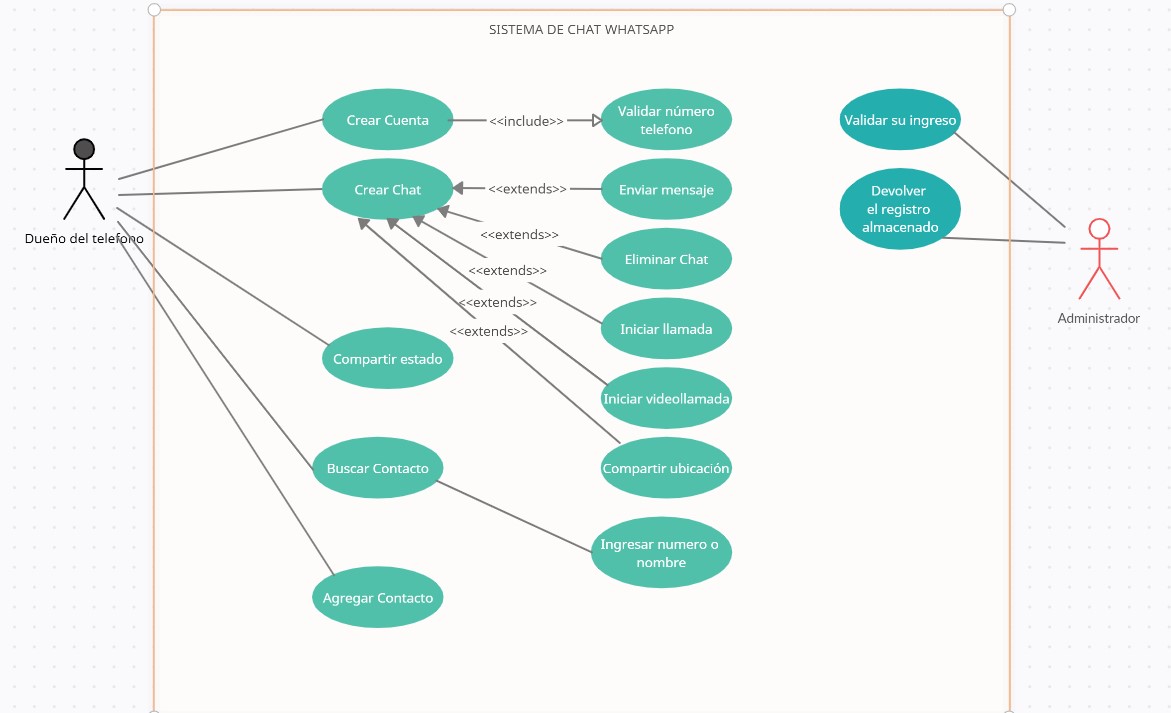 SISTEMA DE CHAT WHATSAPP
Crear Cuenta
<<include>>
Validar número
telefono
Validar su ingreso
Crear Chat
<<extends>>
Enviar mensaje
Devolver
el registro
almacenado
Dueño del telefono
<<extends>>
Eliminar Chat
<<extends>>
<<extends>>
Iniciar llamada
<<extends>>
Administrador
Compartir estado
Iniciar videollamada
Buscar Contacto
Compartir ubicación
Ingresar numero o
nombre
Agregar Contacto